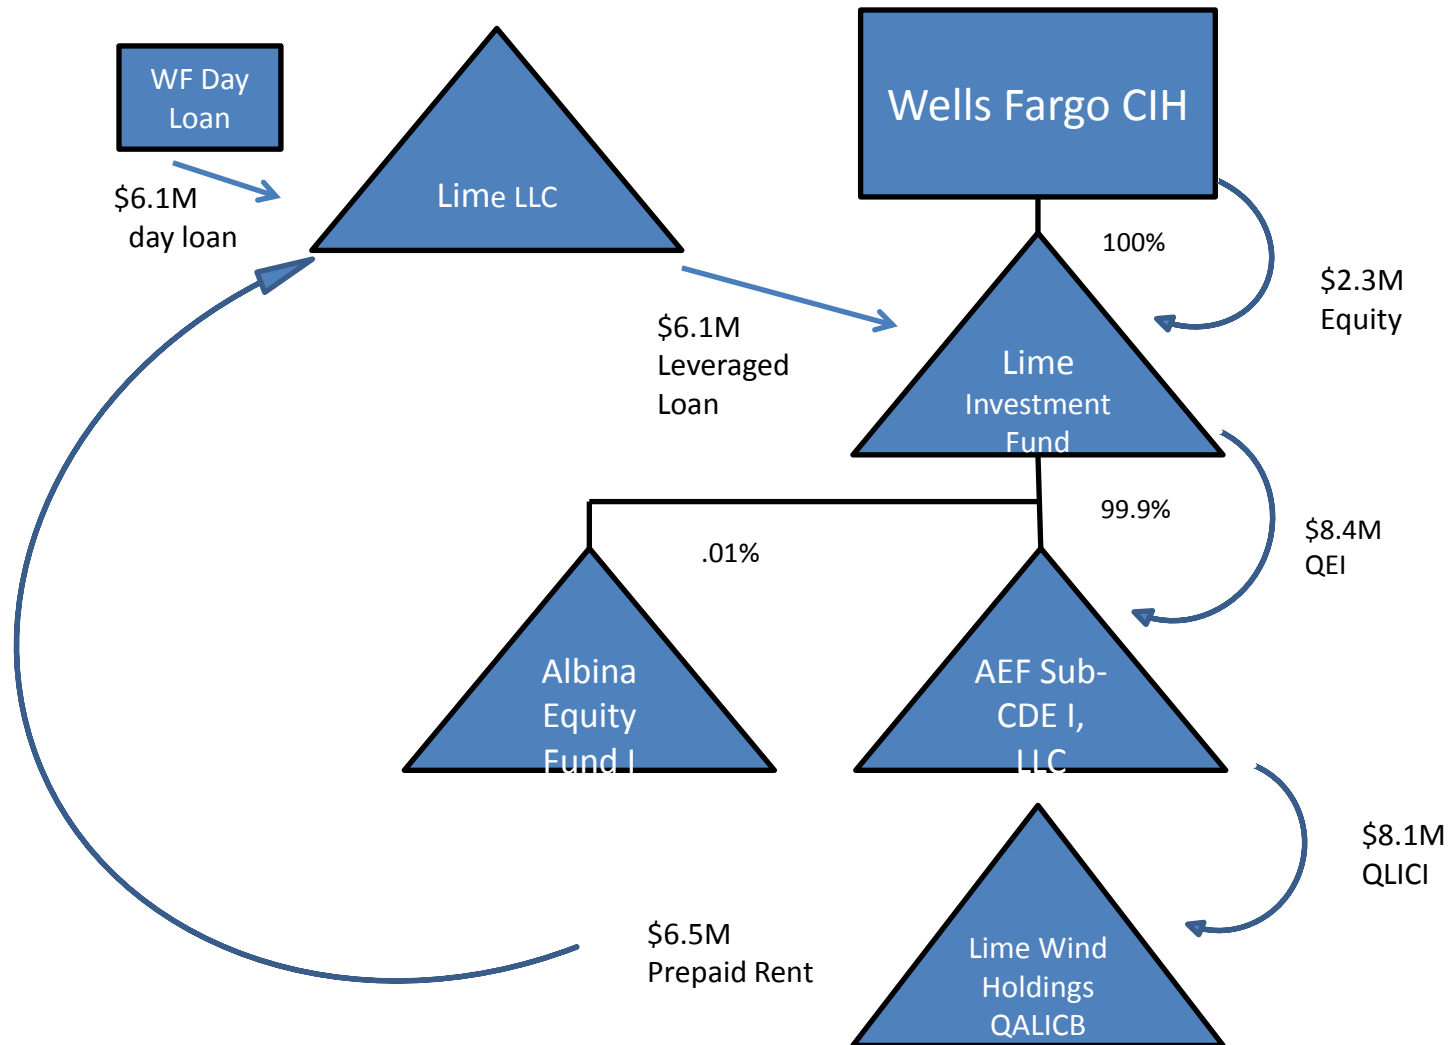 WF Day
Loan
$6.1M
day loan
Lime LLC
Wells Fargo CIH
100%
$2.3M
Equity
$6.1M
Leveraged
Loan
Lime
Investment
Fund
99.9%
.01%
$8.4M
QEI
Albina
Equity
Fund I
AEF Sub-
CDE I,
LLC
$8.1M
QLICI
$6.5M
Prepaid Rent
Lime Wind
Holdings
QALICB